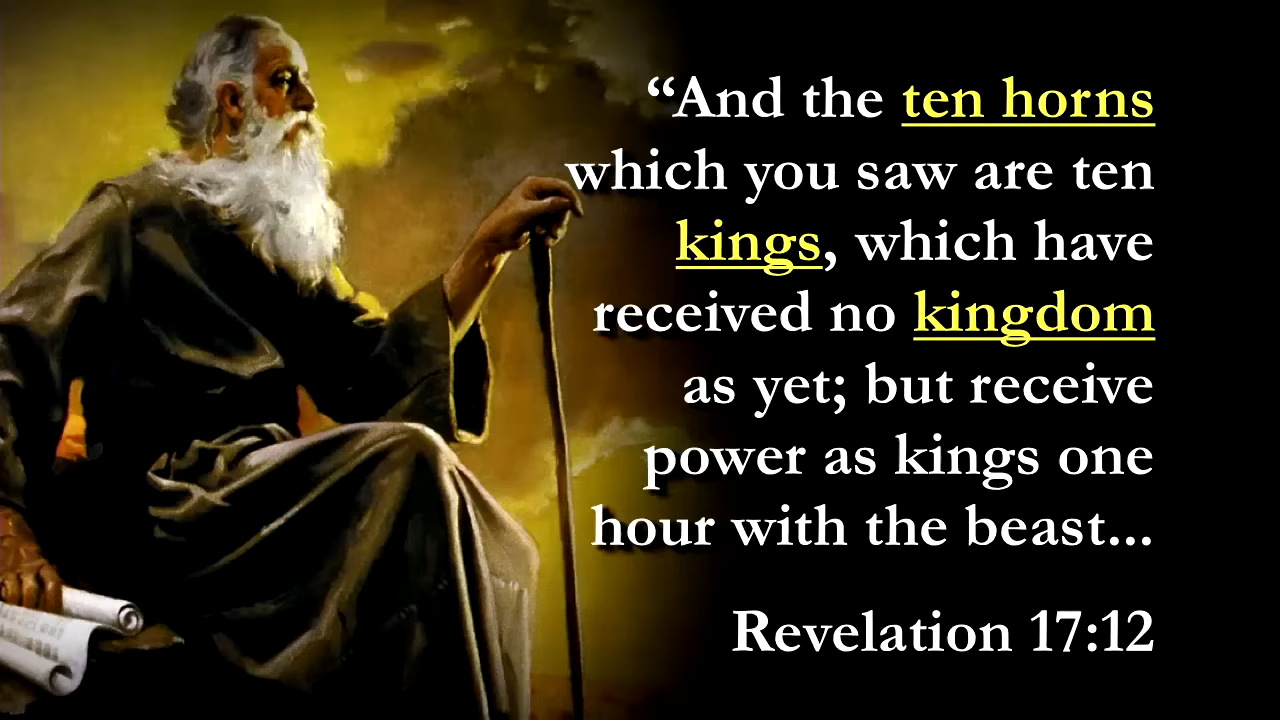 “And the ten horns
which you saw are ten
kings, which have
received no kingdom
as yet; but receive
power as kings one
hour with the beast...
Revelation 17:12